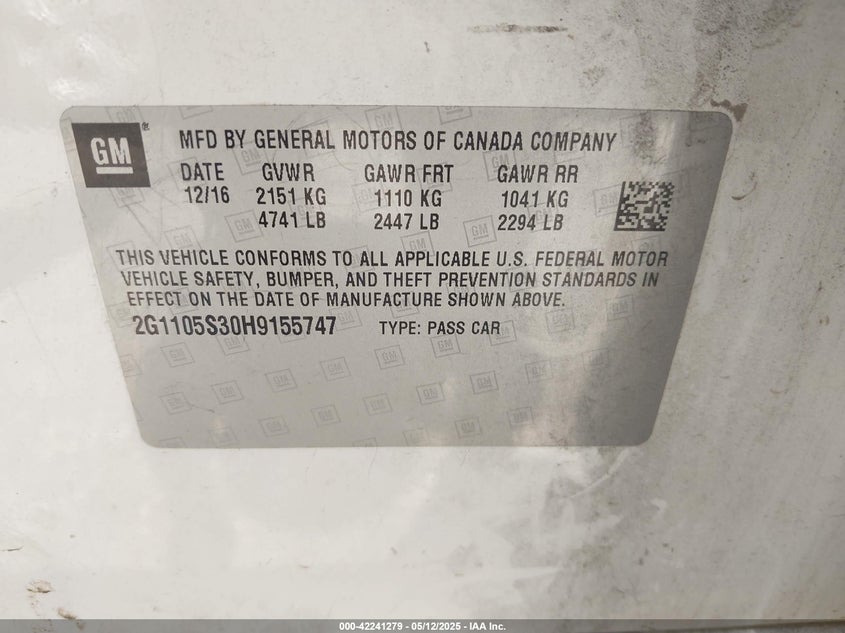 GM
MFD BY GENERAL MOTORS OF CANADA COMPANY
DATE GVWR GAWR FRT GAWR RR
12/16 2151 KG 1110 KG 1041 KG
4741 LB 2447 LB 2294 LB
THIS VEHICLE CONFORMS TO ALL APPLICABLE U.S. FEDERAL MOTOR
VEHICLE SAFETY, BUMPER, AND THEFT PREVENTION STANDARDS IN
EFFECT ON THE DATE OF MANUFACTURE SHOWN ABOVE.
2G1105S30H9155747 TYPE: PASS CAR
000-42241279 - 05/12/2025 - IAA Inc.